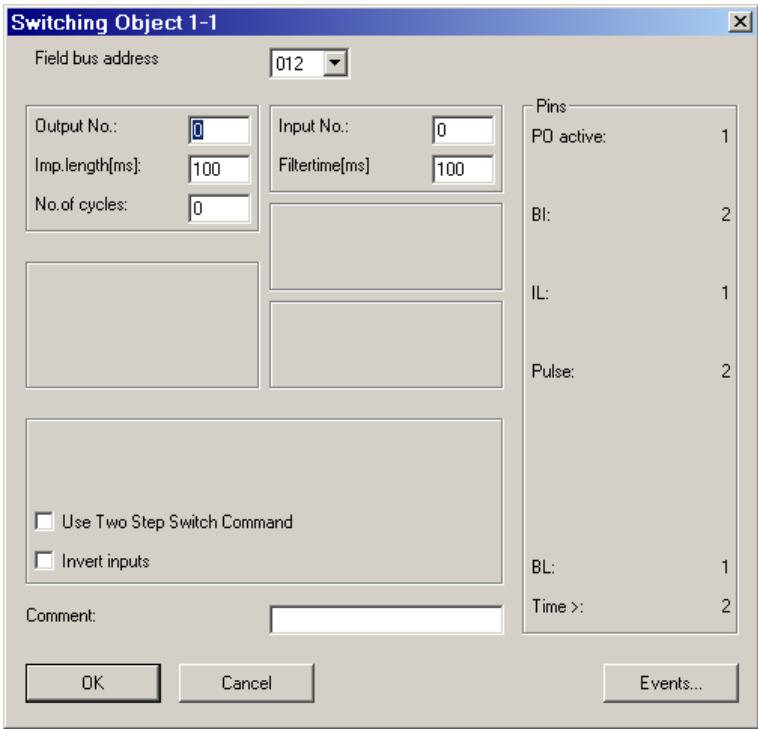 Switching Object 1-1
Field bus address
012
Output No.:
0
Imp.length[ms]:
100
No.of cycles:
0
Input No.:
0
Filtertime[ms]
100
Pins
PO active: 1
BI: 2
IL: 1
Pulse: 2
BL: 1
Time >: 2
Use Two Step Switch Command
Invert inputs
Comment:
OK
Cancel
Events...